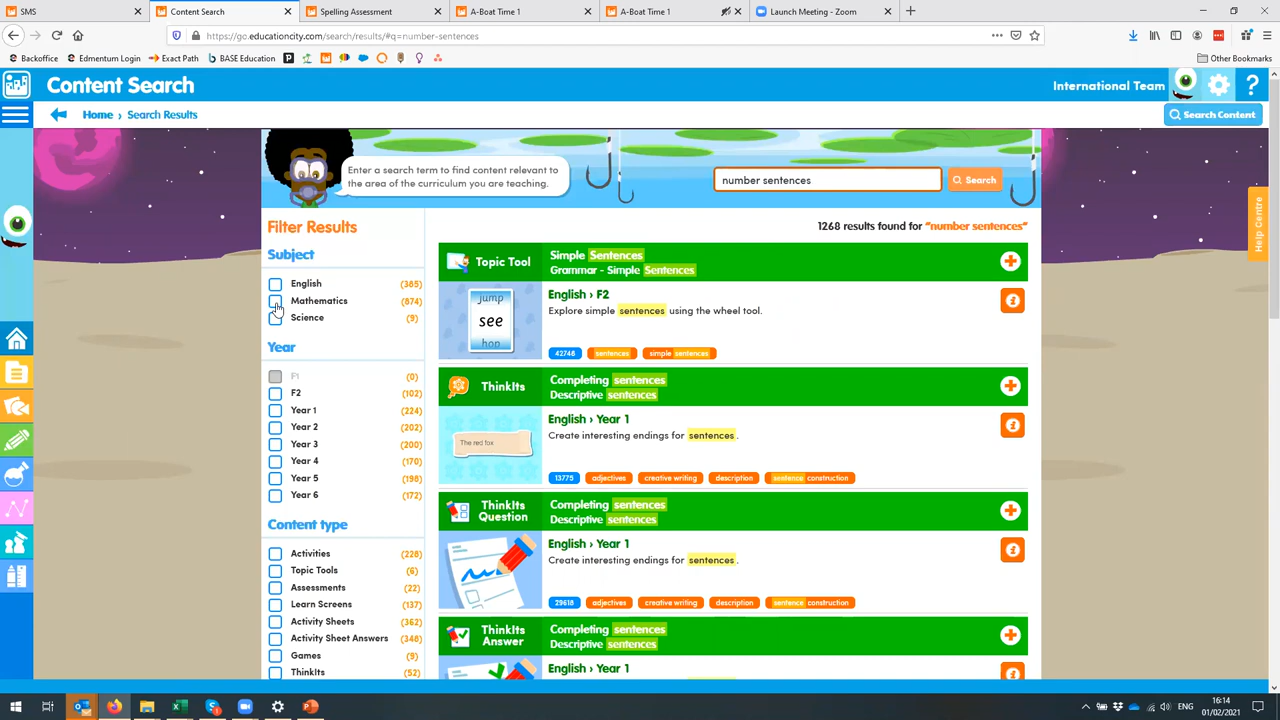 SMS
Content Search
Spelling Assessment
A-Boat Time 1
A-Boat Time 1
Launch Meeting - Zoom
https://go.educationcity.com/search/results/#q=number-sentences
Backoffice
Edmentum Login
Exact Path
BASE Education
Other Bookmarks
Content Search
International Team
Home › Search Results
Search Content
Enter a search term to find content relevant to
the area of the curriculum you are teaching.
number sentences
Search
Help Centre
Filter Results
1268 results found for "number sentences"
Subject
English (385)
Mathematics (874)
Science (9)
Year
F1 (0)
F2 (102)
Year 1 (224)
Year 2 (202)
Year 3 (200)
Year 4 (170)
Year 5 (198)
Year 6 (172)
Content type
Activities (228)
Topic Tools (6)
Assessments (22)
Learn Screens (137)
Activity Sheets (362)
Activity Sheet Answers (348)
Games (9)
ThinkIts (52)
Topic Tool
Simple Sentences
Grammar - Simple Sentences
jump
see
hop
English › F2
Explore simple sentences using the wheel tool.
42746 sentences simple sentences
ThinkIts
Completing sentences
Descriptive sentences
The red fox
English › Year 1
Create interesting endings for sentences .
13775 adjectives creative writing description sentence construction
ThinkIts
Question
Completing sentences
Descriptive sentences
English › Year 1
Create interesting endings for sentences .
29618 adjectives creative writing description sentence construction
ThinkIts
Answer
Completing sentences
Descriptive sentences
English › Year 1
ENG
16:14
01/02/2021